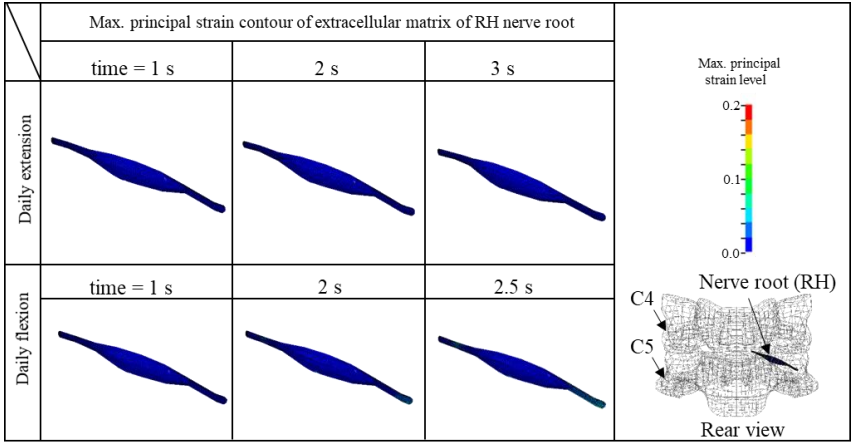 Max. principal strain contour of extracellular matrix of RH nerve root
time = 1 s
2 s
3 s
Daily extension
time = 1 s
2 s
2.5 s
Daily flexion
Max. principal
strain level
0.2
0.1
0.0
Nerve root (RH)
C4
C5
Rear view